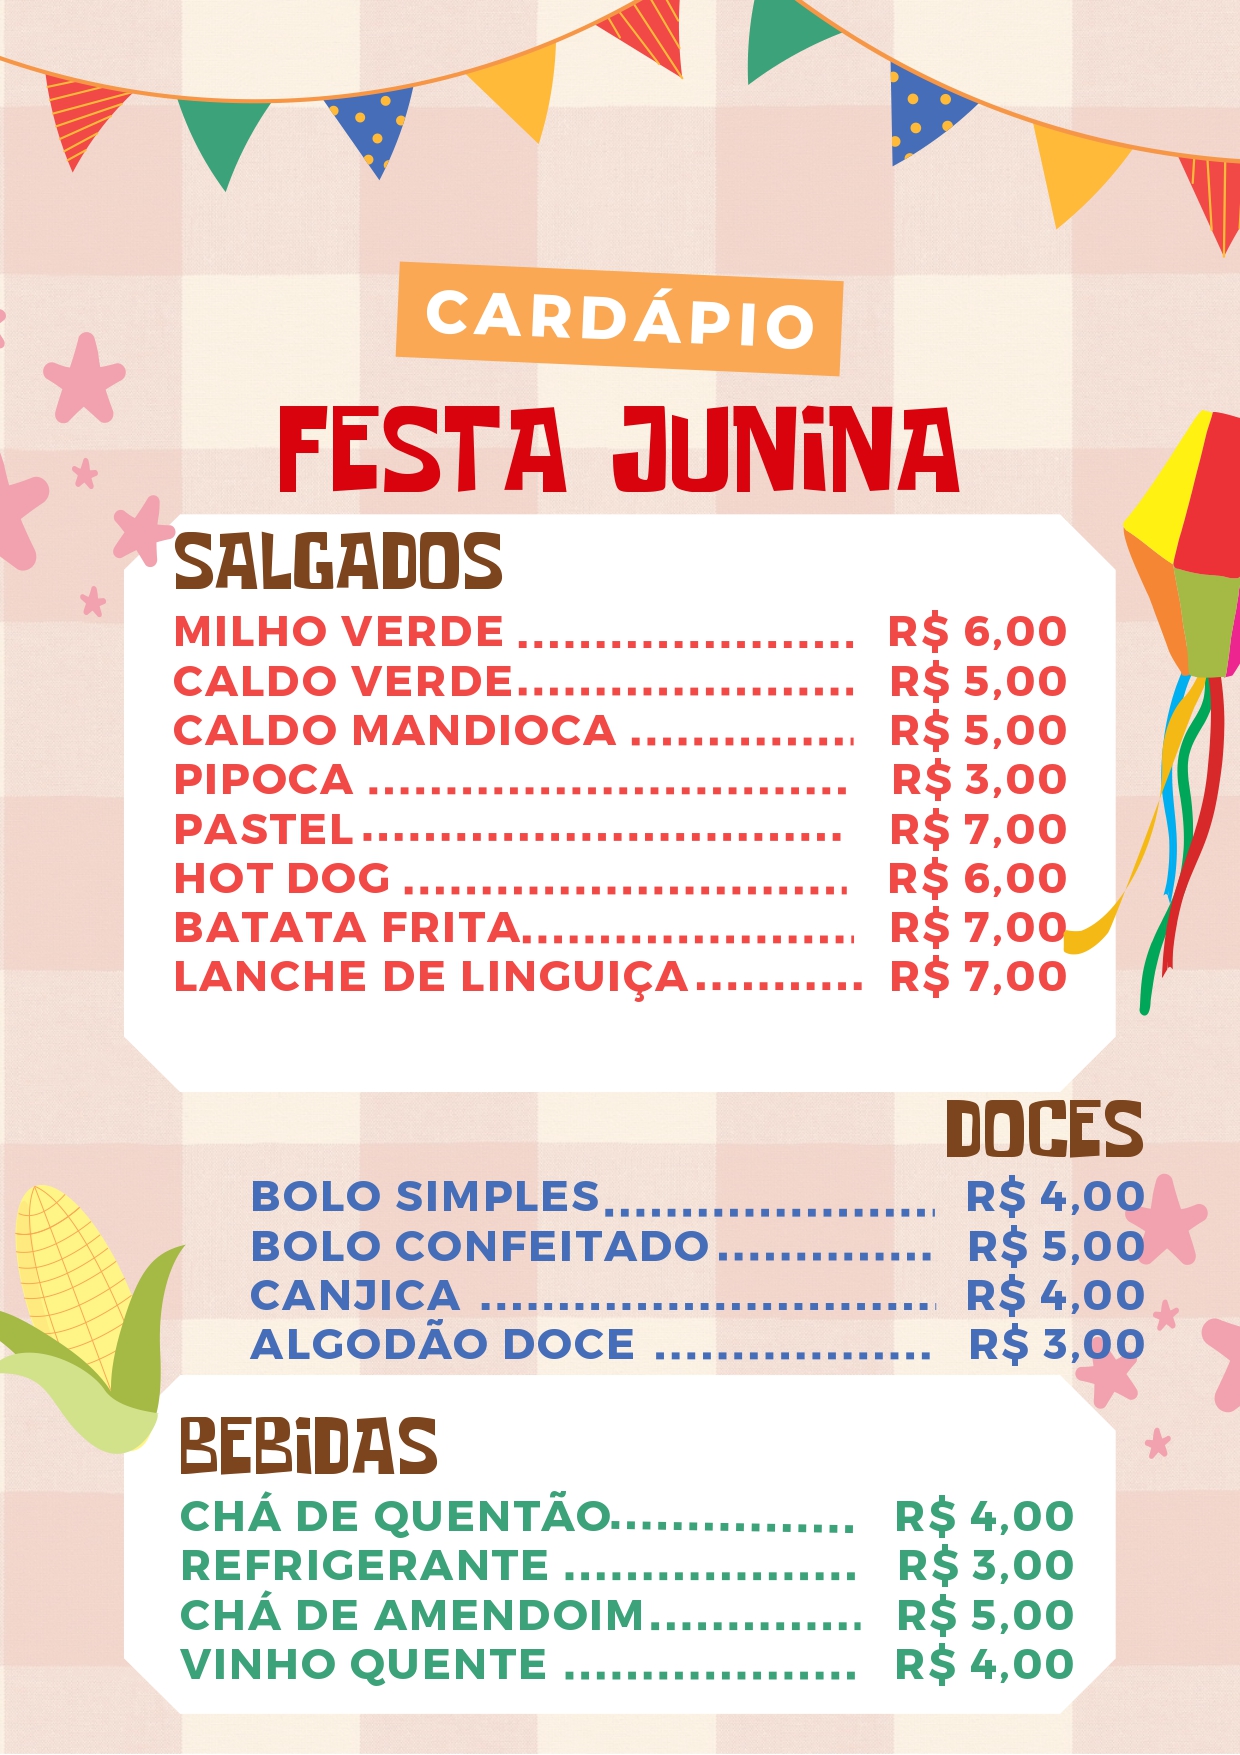 CARDÁPIO
FESTA JUNINA
SALGADOS
MILHO VERDE ...................... R$ 6,00
CALDO VERDE...................... R$ 5,00
CALDO MANDIOCA ............... R$ 5,00
PIPOCA ............................... R$ 3,00
PASTEL ............................... R$ 7,00
HOT DOG ............................. R$ 6,00
BATATA FRITA...................... R$ 7,00
LANCHE DE LINGUIÇA........... R$ 7,00
DOCES
BOLO SIMPLES...................... R$ 4,00
BOLO CONFEITADO .............. R$ 5,00
CANJICA .............................. R$ 4,00
ALGODÃO DOCE .................. R$ 3,00
BEBIDAS
CHÁ DE QUENTÃO................ R$ 4,00
REFRIGERANTE ................... R$ 3,00
CHÁ DE AMENDOIM.............. R$ 5,00
VINHO QUENTE ................... R$ 4,00